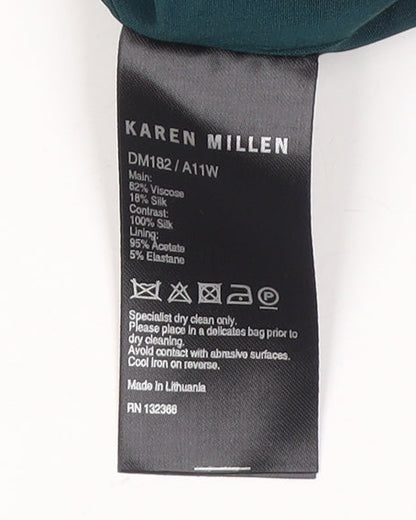 KAREN MILLEN
DM182 / A11W
Main:
82% Viscose
18% Silk
Contrast:
100% Silk
Lining:
95% Acetate
5% Elastane
P
Specialist dry clean only.
Please place in a delicates bag prior to
dry cleaning.
Avoid contact with abrasive surfaces.
Cool iron on reverse.
Made in Lithuania
RN 132366